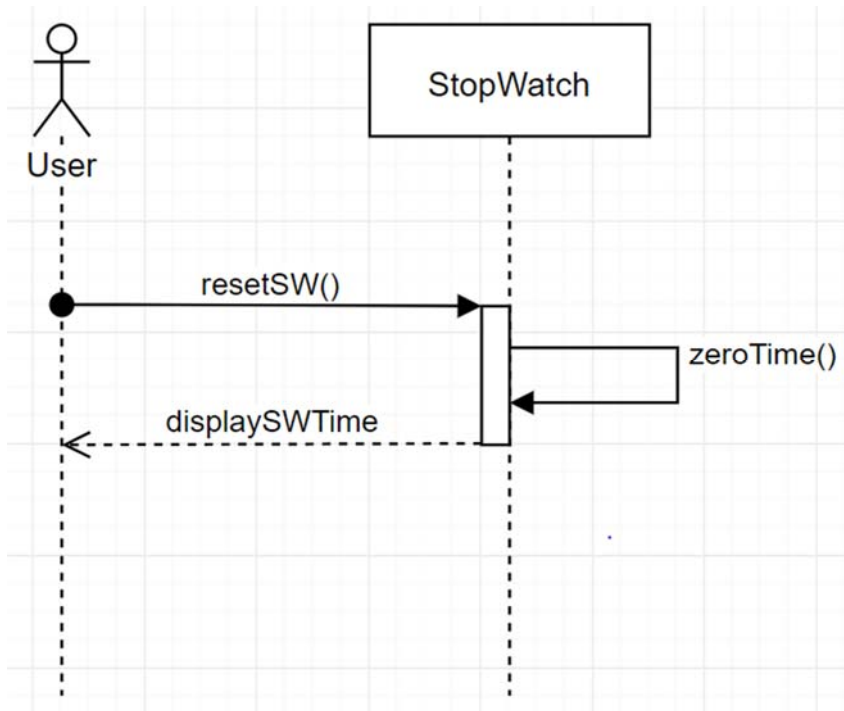 StopWatch
User
resetSW()
zeroTime()
displaySWTime